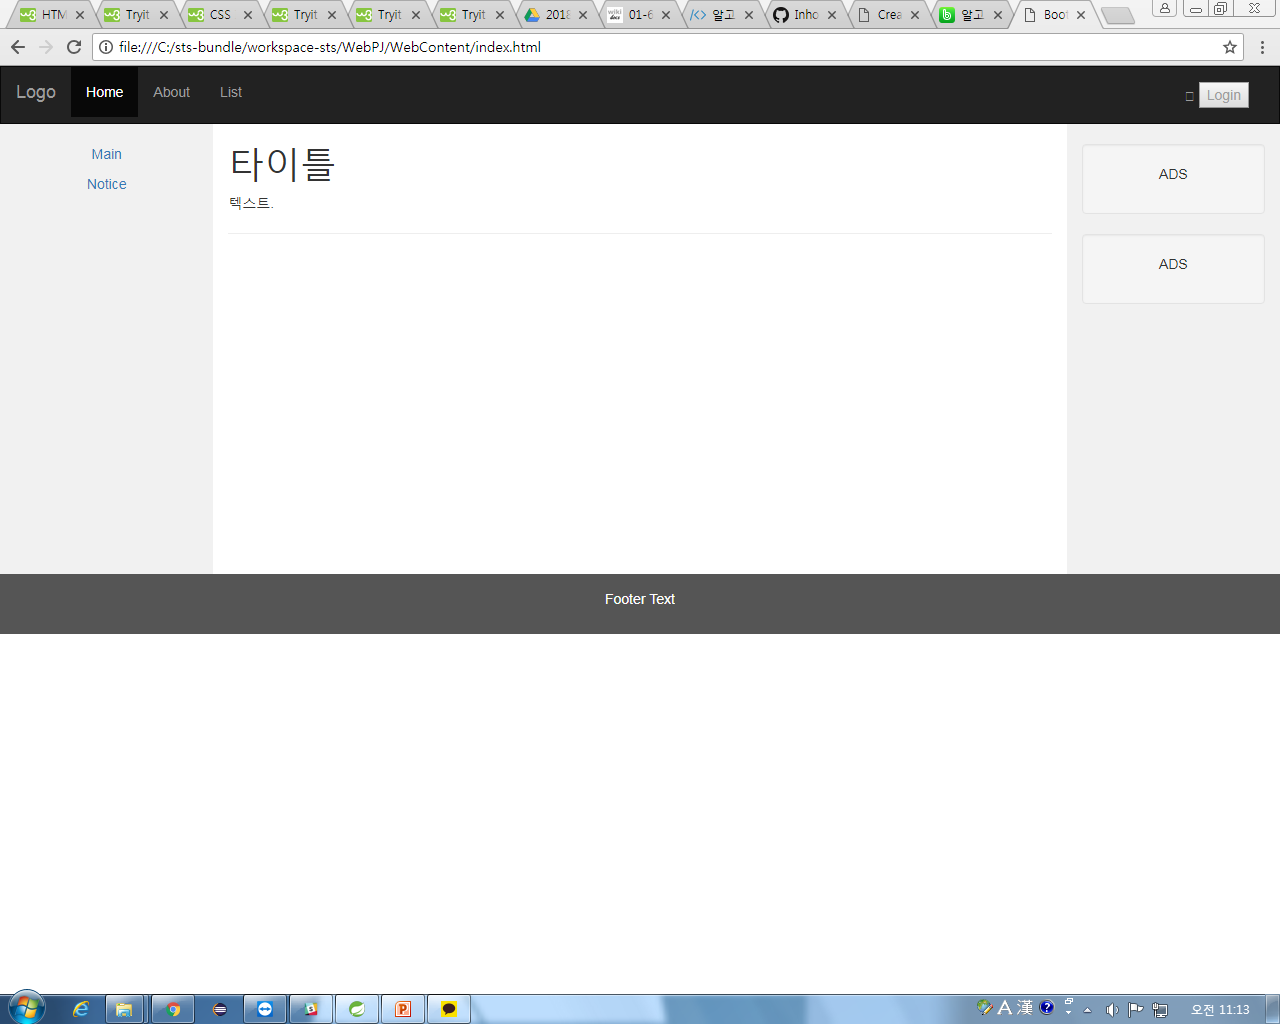 HTM
Tryit
CSS
Tryit
Tryit
Tryit
2018
01-6
알고
Inho
Crea
알고
Boot
file:///C:/sts-bundle/workspace-sts/WebPJ/WebContent/index.html
Logo
Home
About
List
Login
Main
Notice
타이틀
텍스트.
ADS
ADS
Footer Text
A 漢
오전 11:13